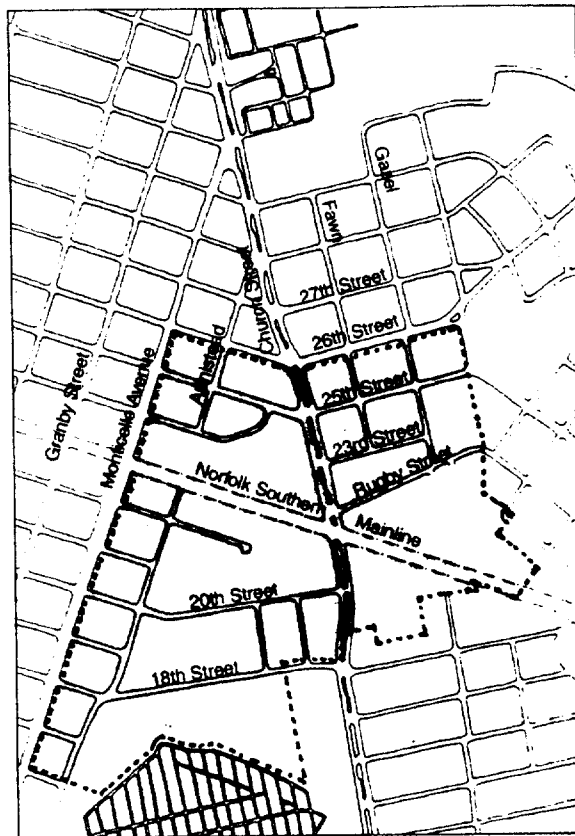 Gazel
Fawn
27th Street
Church Street
26th Street
Armistead
Monticello Avenue
Granby Street
25th Street
23rd Street
Rugby Street
Norfolk Southern
Mainline
20th Street
18th Street